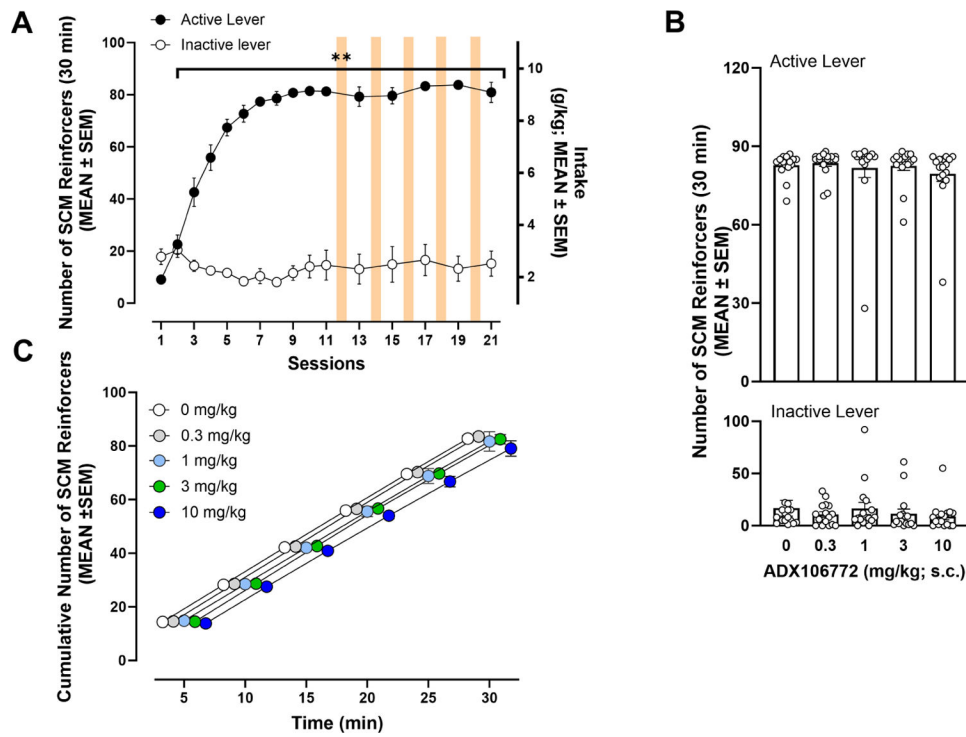 A
Active Lever
Inactive lever
Number of SCM Reinforcers (30 min)
(MEAN ± SEM)
100
80
60
40
20
0
**
10
8
6
4
2
Intake
(g/kg; MEAN ± SEM)
1 3 5 7 9 11 13 15 17 19 21
Sessions
B
Active Lever
Number of SCM Reinforcers (30 min)
(MEAN ± SEM)
120
90
60
30
0
Inactive Lever
100
50
0
0 0.3 1 3 10
ADX106772 (mg/kg; s.c.)
C
Cumulative Number of SCM Reinforcers
(MEAN ±SEM)
100
80
60
40
20
0
0 mg/kg
0.3 mg/kg
1 mg/kg
3 mg/kg
10 mg/kg
5 10 15 20 25 30
Time (min)